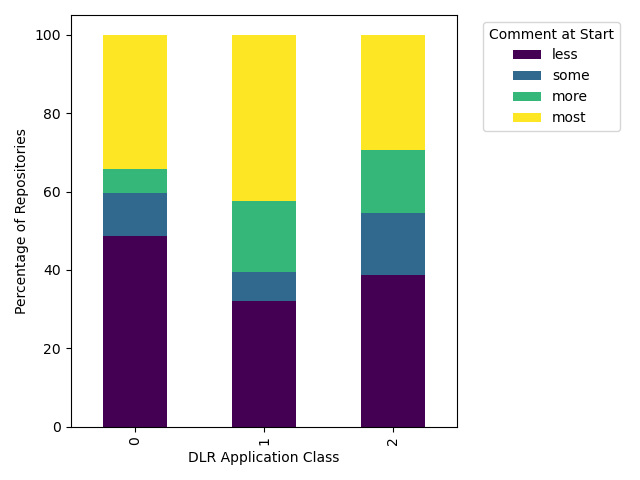 Comment at Start
less
some
more
most
100
80
60
40
20
0
Percentage of Repositories
0
1
2
DLR Application Class